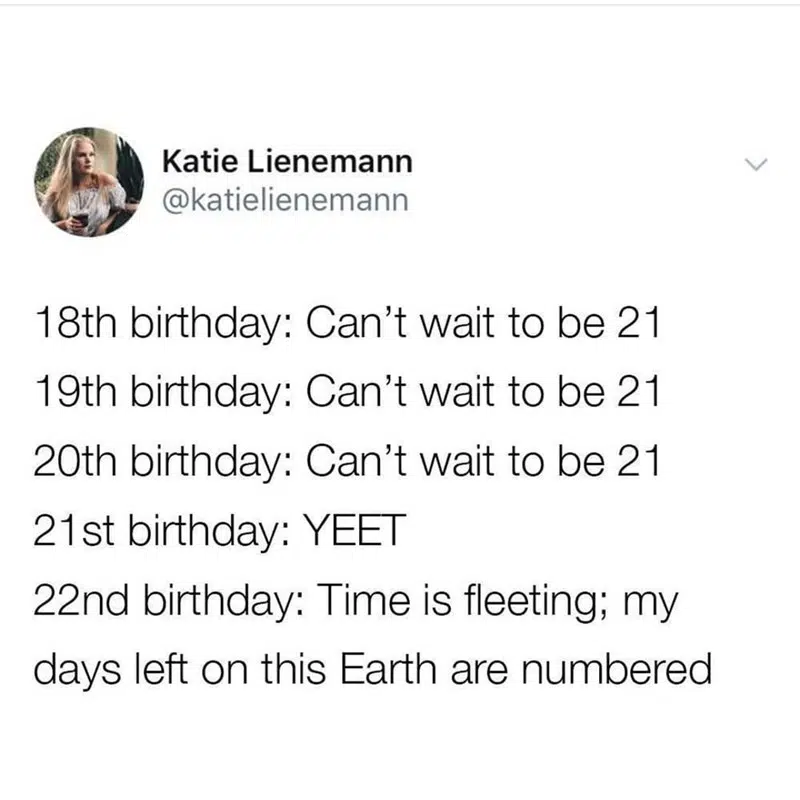 Katie Lienemann
@katielienemann
18th birthday: Can’t wait to be 21
19th birthday: Can’t wait to be 21
20th birthday: Can’t wait to be 21
21st birthday: YEET
22nd birthday: Time is fleeting; my
days left on this Earth are numbered